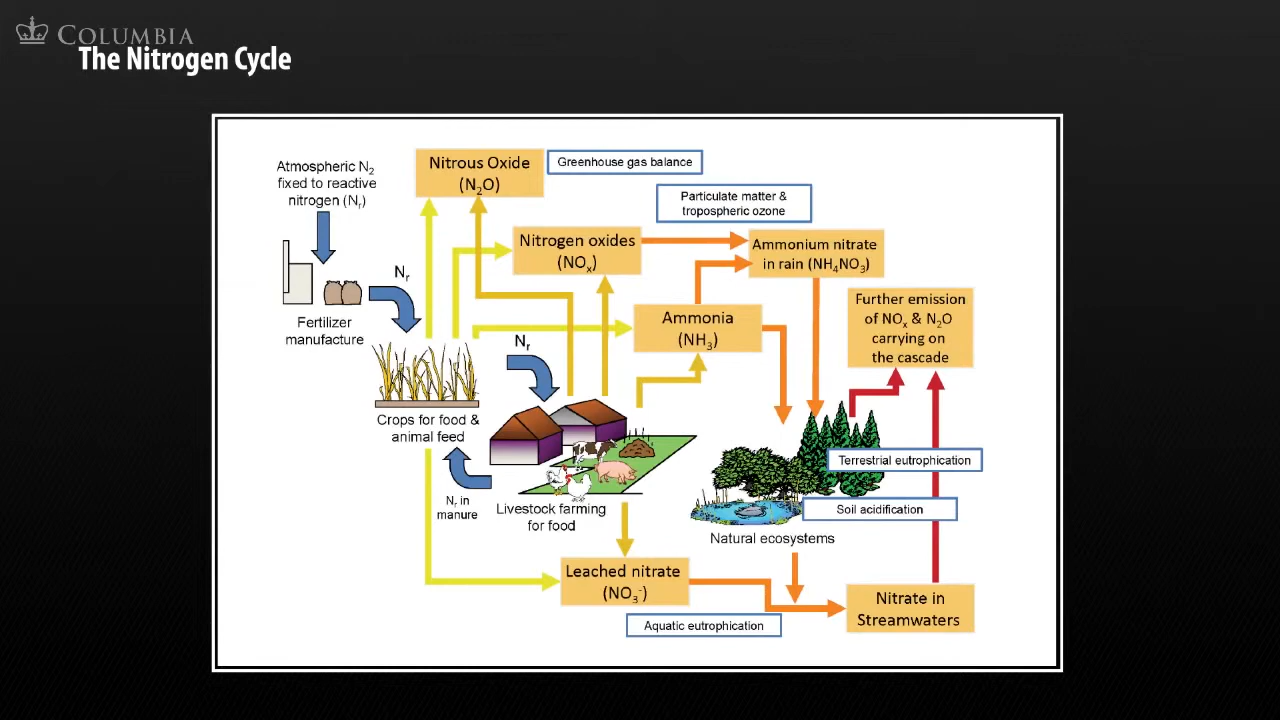 COLUMBIA
The Nitrogen Cycle
Atmospheric N₂
fixed to reactive
nitrogen (Nᵣ)
Nitrous Oxide
(N₂O)
Greenhouse gas balance
Particulate matter &
tropospheric ozone
Nitrogen oxides
(NOₓ)
Ammonium nitrate
in rain (NH₄NO₃)
Nᵣ
Fertilizer
manufacture
Ammonia
(NH₃)
Further emission
of NOₓ & N₂O
carrying on
the cascade
Nᵣ
Crops for food &
animal feed
Terrestrial eutrophication
Nᵣ in
manure
Livestock farming
for food
Soil acidification
Natural ecosystems
Leached nitrate
(NO₃⁻)
Nitrate in
Streamwaters
Aquatic eutrophication